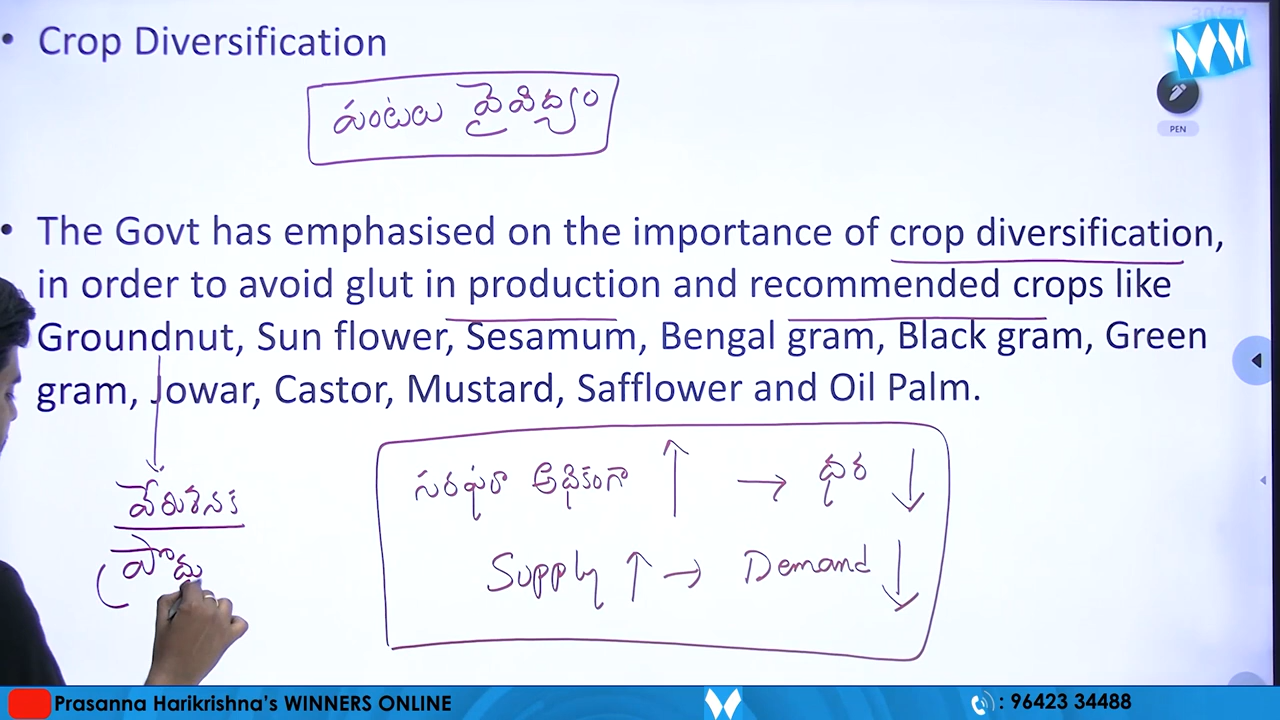 • Crop Diversification
పంటలు వైవిధ్యం
PEN
• The Govt has emphasised on the importance of crop diversification,
in order to avoid glut in production and recommended crops like
Groundnut, Sun flower, Sesamum, Bengal gram, Black gram, Green
gram, Jowar, Castor, Mustard, Safflower and Oil Palm.
సరఫరా అధికంగా ↑ → ధర ↓
వేరుశెనక
Supply ↑ → Demand ↓
(పొదు
Prasanna Harikrishna's WINNERS ONLINE
: 96423 34488